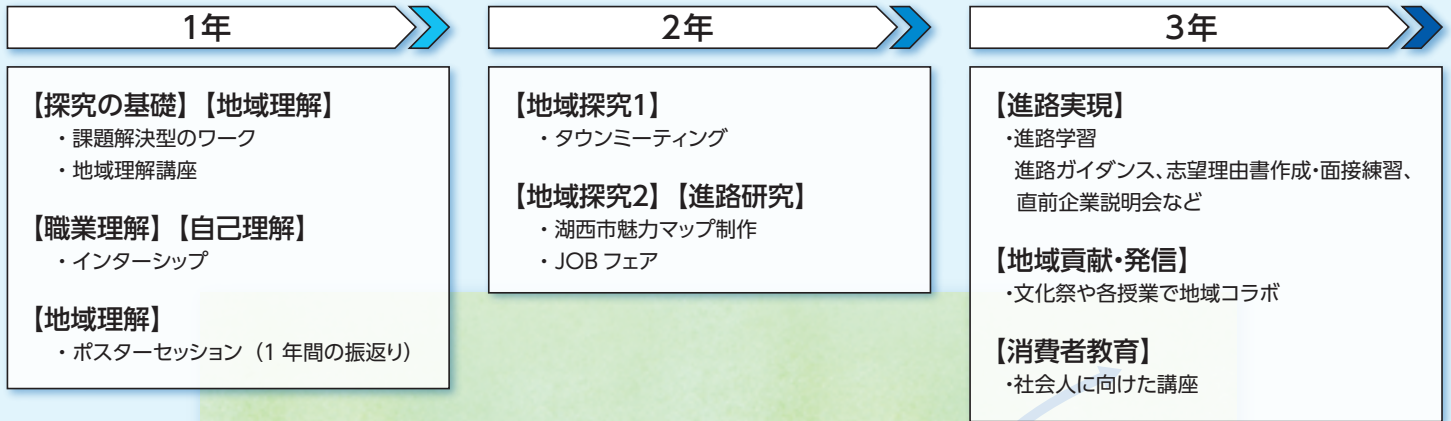 1年
【探究の基礎】【地域理解】
・課題解決型のワーク
・地域理解講座
【職業理解】【自己理解】
・インターシップ
【地域理解】
・ポスターセッション（1 年間の振返り）
2年
【地域探究1】
・タウンミーティング
【地域探究2】【進路研究】
・湖西市魅力マップ制作
・JOB フェア
3年
【進路実現】
・進路学習
進路ガイダンス、志望理由書作成・面接練習、
直前企業説明会など
【地域貢献・発信】
・文化祭や各授業で地域コラボ
【消費者教育】
・社会人に向けた講座